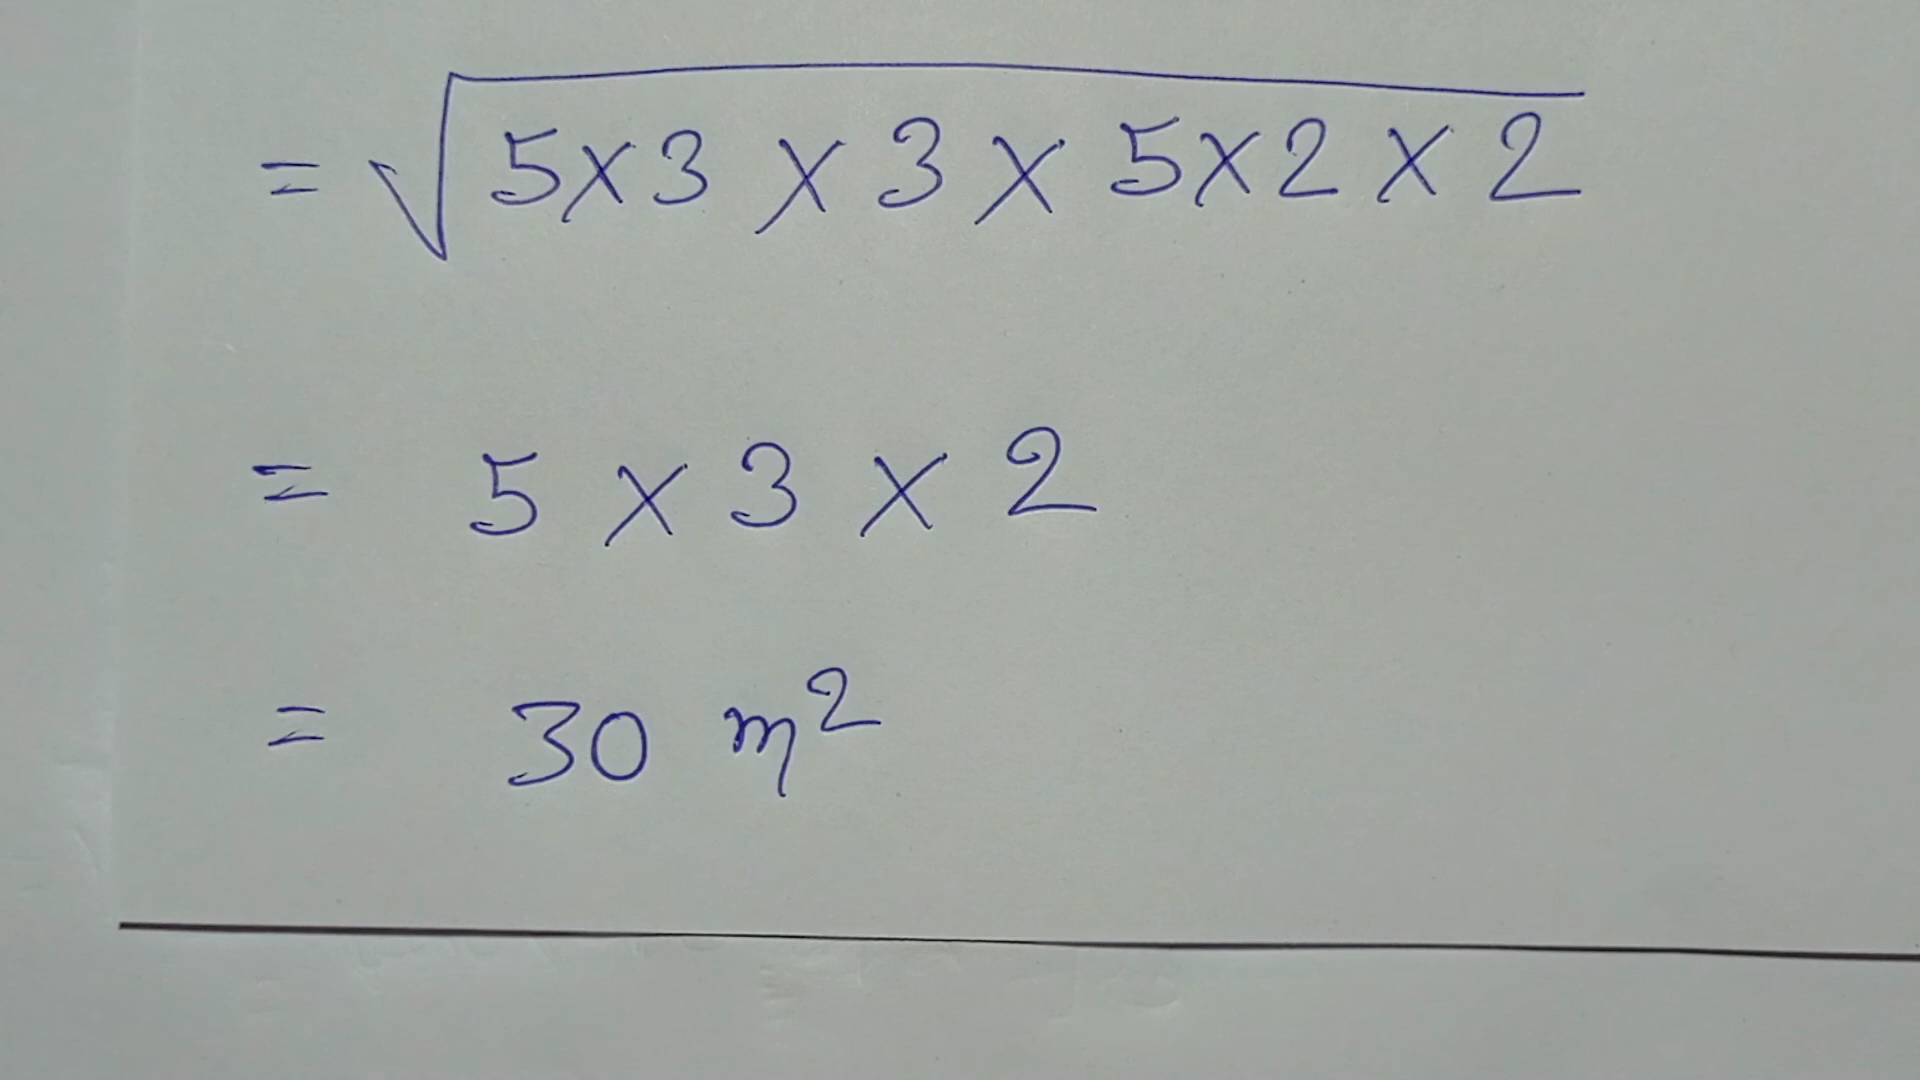 = √5×3 × 3 × 5×2 × 2
= 5 × 3 × 2
= 30 m²